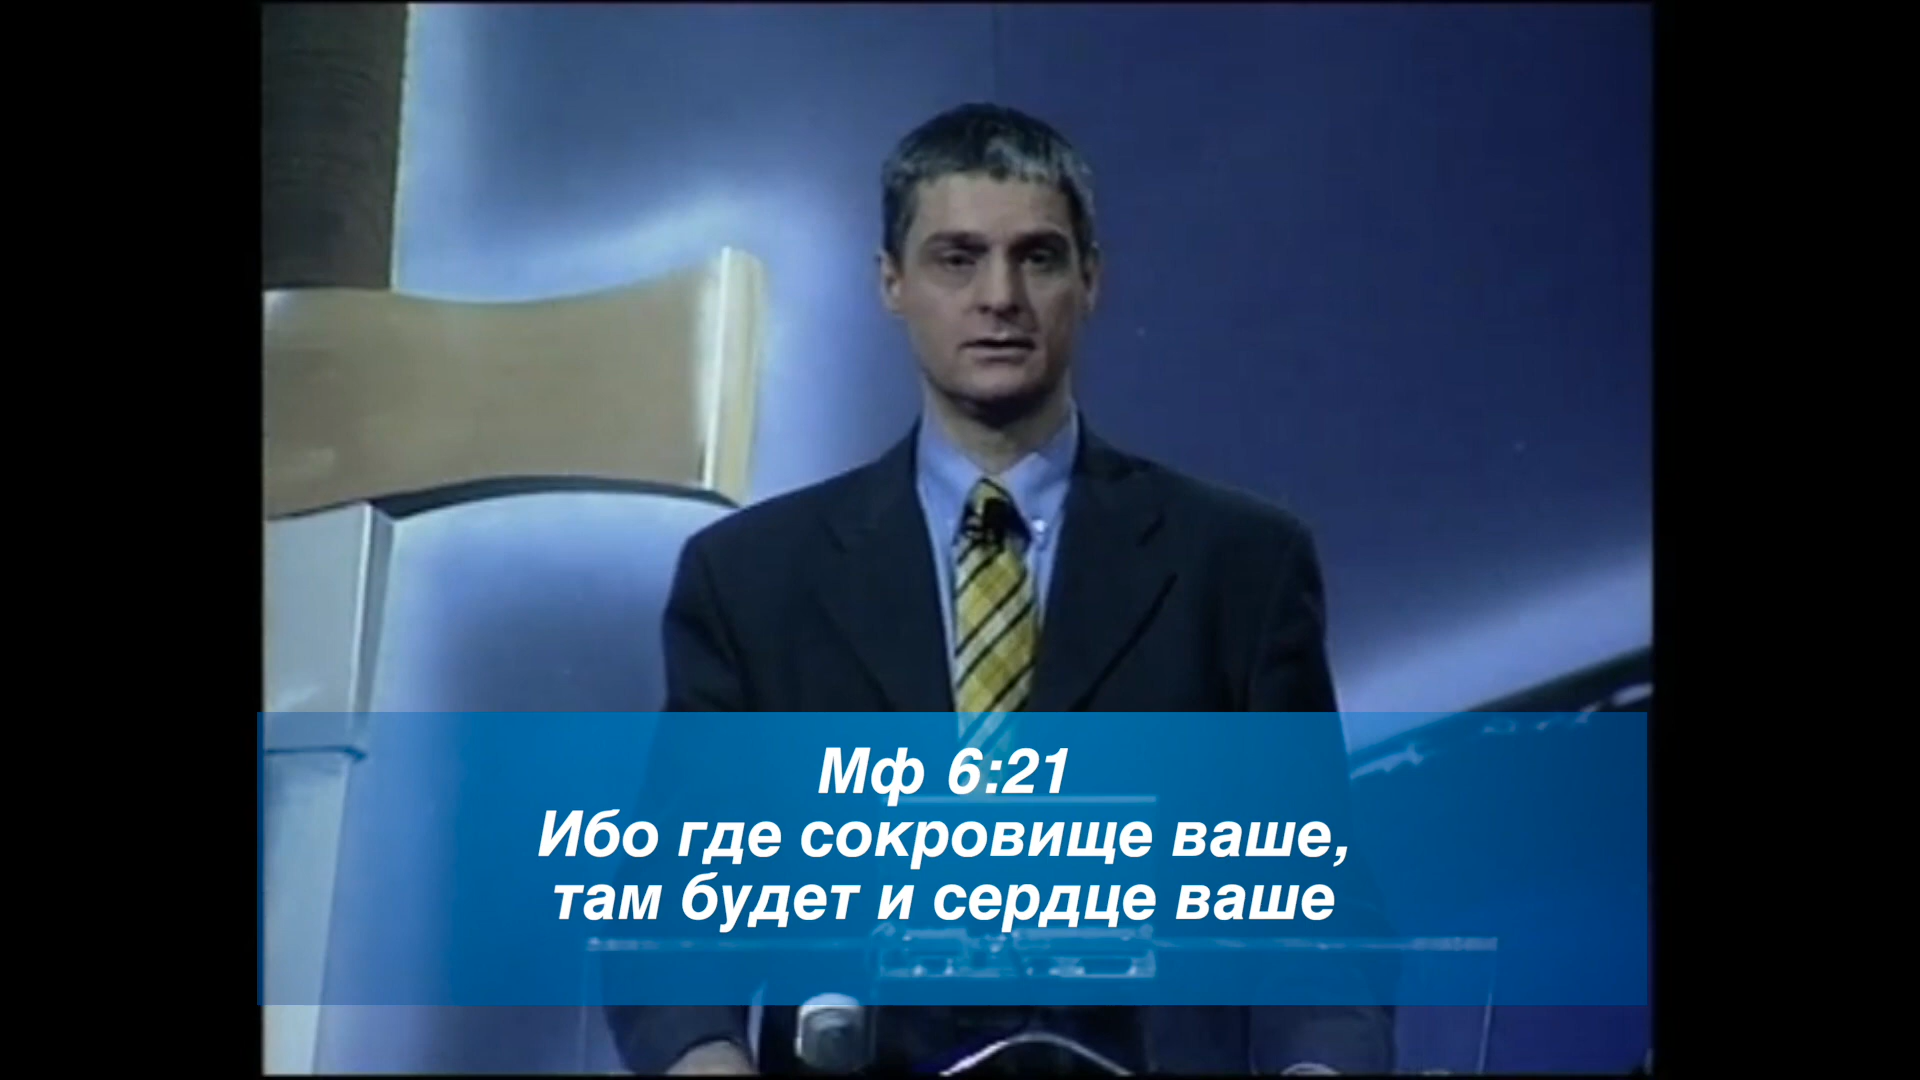 Мф 6:21
Ибо где сокровище ваше,
там будет и сердце ваше